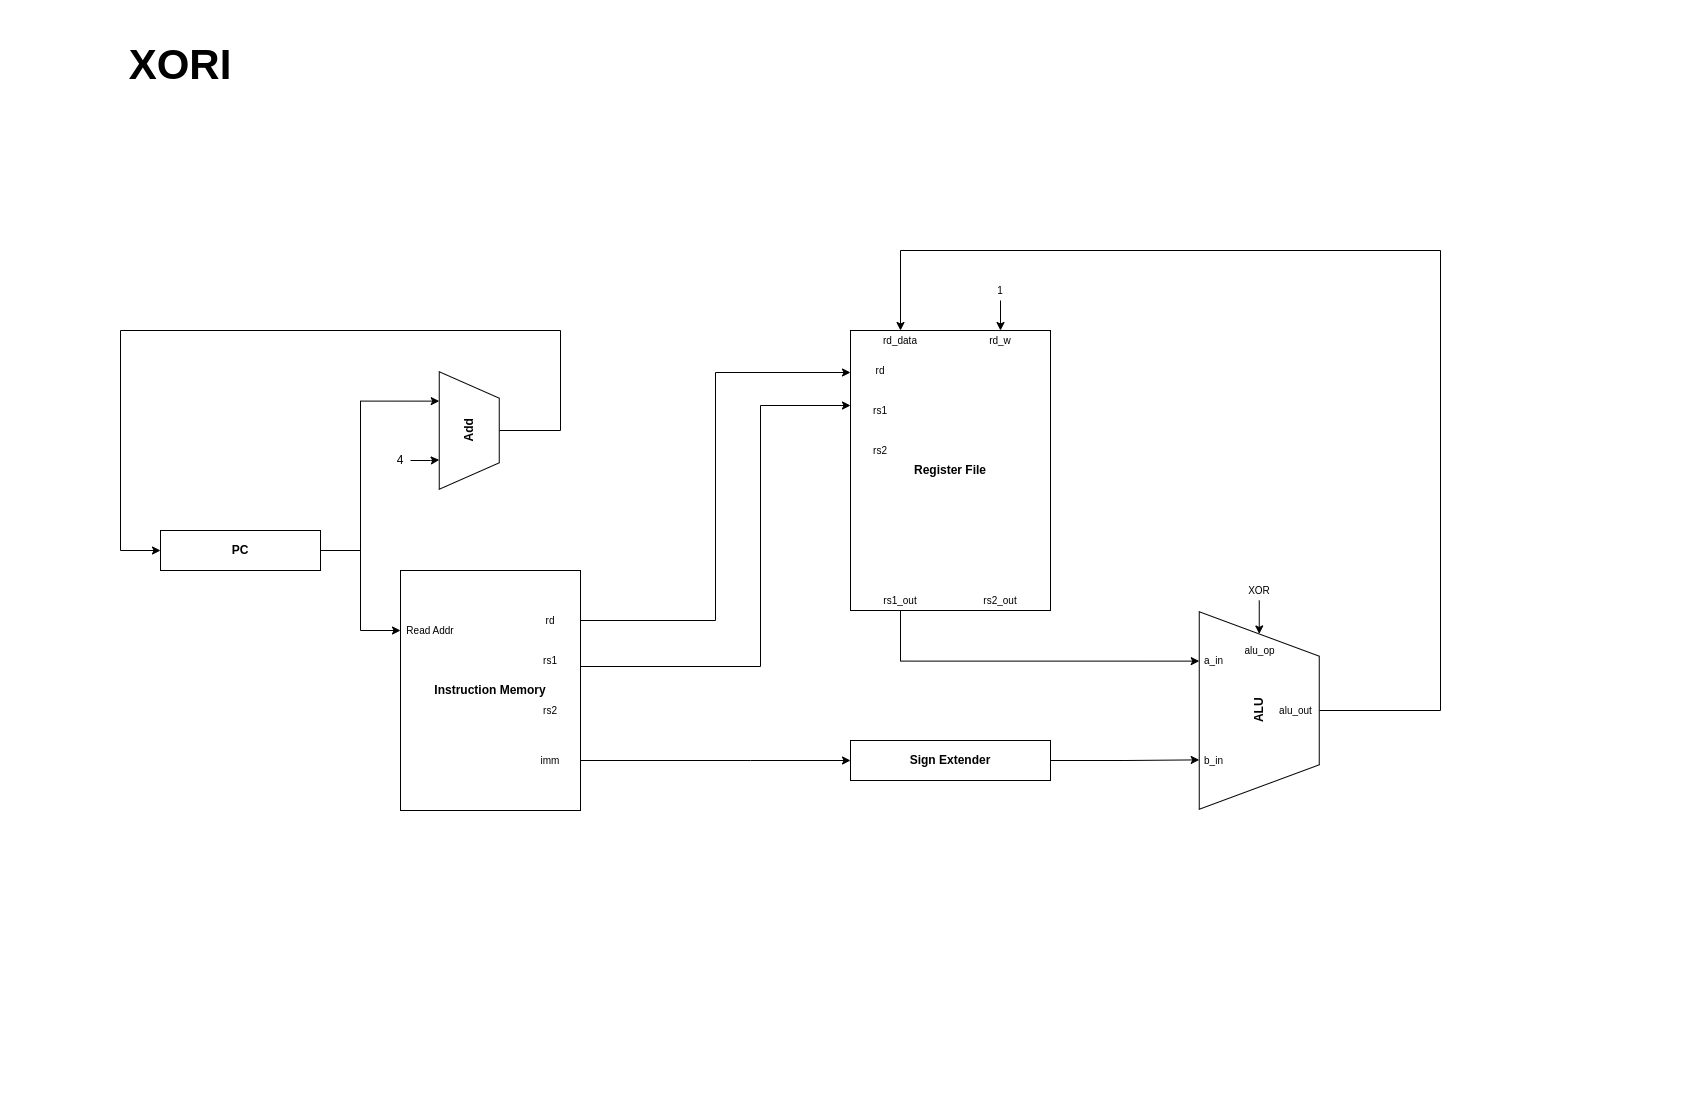 XORI
1
rd_data
rd_w
rd
rs1
rs2
Register File
rs1_out
rs2_out
Add
4
PC
Read Addr
rd
rs1
Instruction Memory
rs2
imm
Sign Extender
XOR
alu_op
a_in
ALU
alu_out
b_in